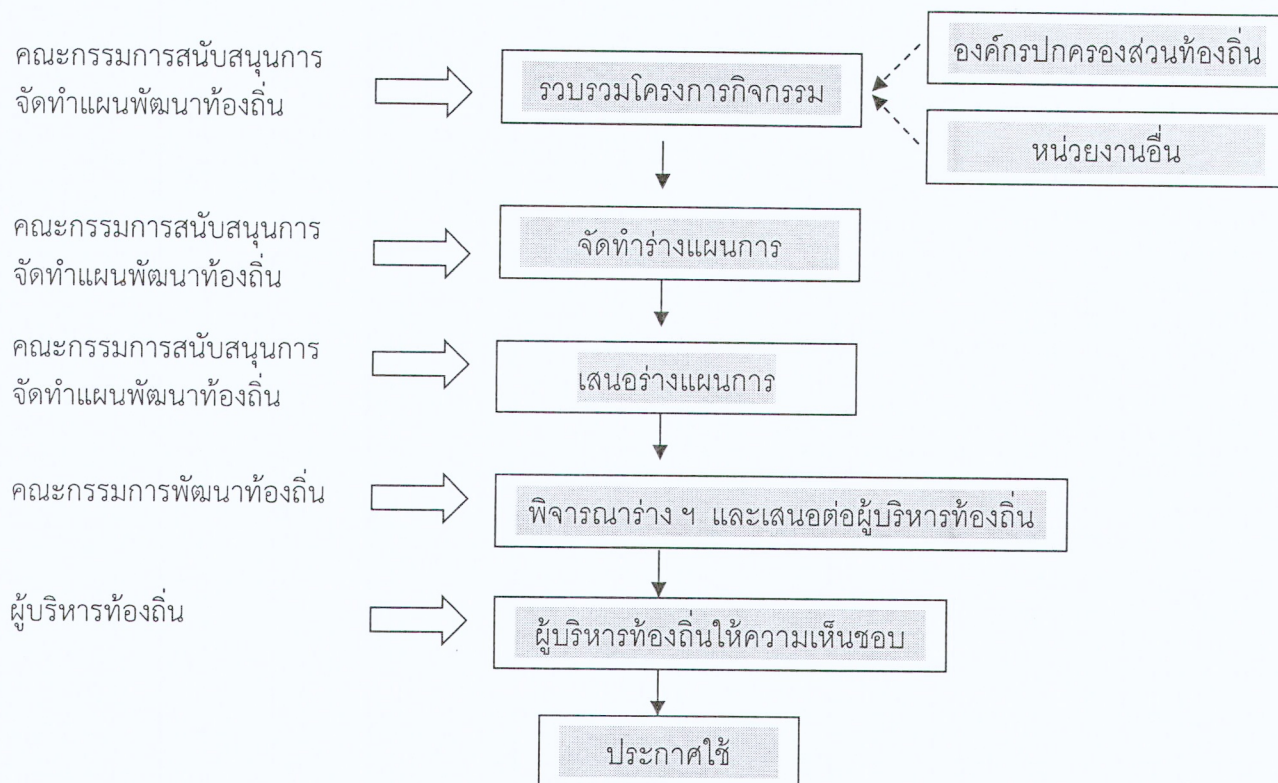 คณะกรรมการสนับสนุนการ
จัดทำแผนพัฒนาท้องถิ่น
รวบรวมโครงการกิจกรรม
องค์กรปกครองส่วนท้องถิ่น
หน่วยงานอื่น
คณะกรรมการสนับสนุนการ
จัดทำแผนพัฒนาท้องถิ่น
จัดทำร่างแผนการ
คณะกรรมการสนับสนุนการ
จัดทำแผนพัฒนาท้องถิ่น
เสนอร่างแผนการ
คณะกรรมการพัฒนาท้องถิ่น
พิจารณาร่าง ฯ และเสนอต่อผู้บริหารท้องถิ่น
ผู้บริหารท้องถิ่น
ผู้บริหารท้องถิ่นให้ความเห็นชอบ
ประกาศใช้